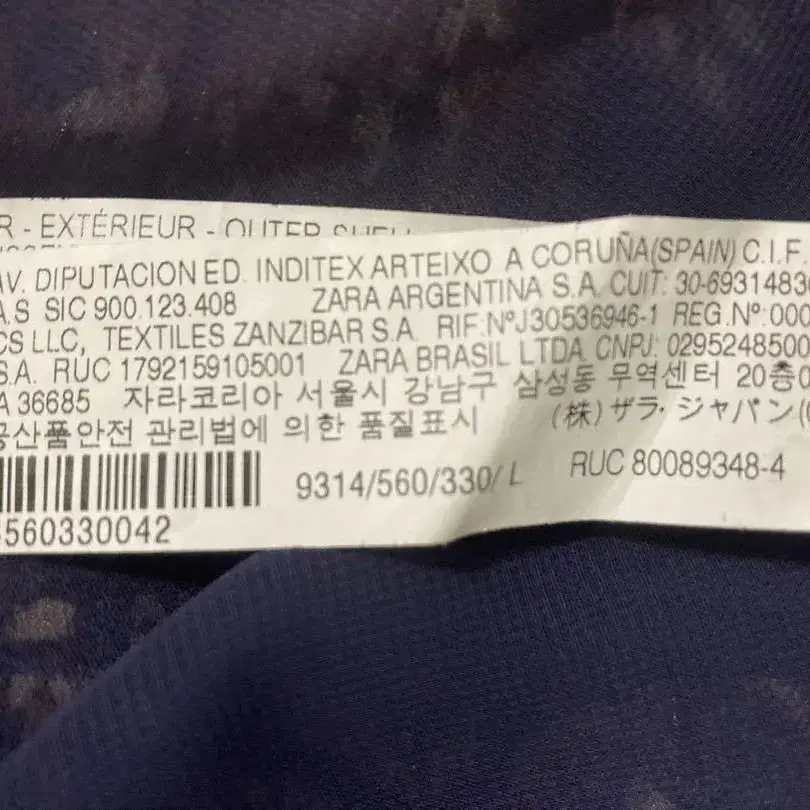 R - EXTÉRIEUR - OUTER SHELL
AV. DIPUTACION ED. INDITEX ARTEIXO A CORUÑA(SPAIN) C.I.F.
A.S SIC 900.123.408 ZARA ARGENTINA S.A. CUIT: 30-6931483
CS LLC, TEXTILES ZANZIBAR S.A. RIF.NºJ30536946-1 REG.Nº:000
S.A. RUC 1792159105001 ZARA BRASIL LTDA. CNPJ: 0295248500
A 36685 자라코리아 서울시 강남구 삼성동 무역센터 20층
공산품안전 관리법에 의한 품질표시 (株) ザラ・ジャパン
9314/560/330/ L RUC 80089348-4
560330042